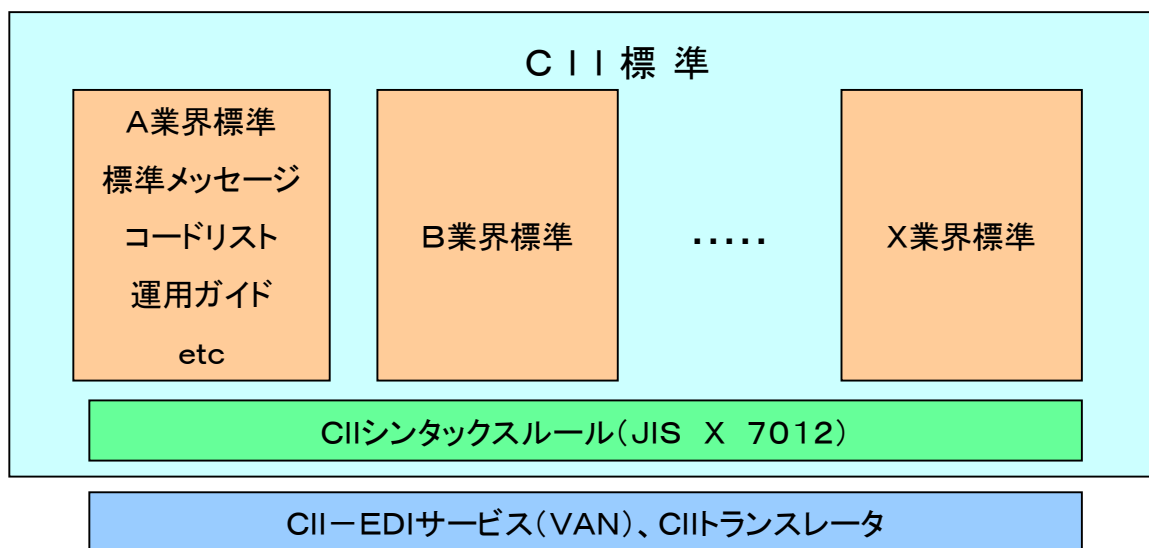 ＣＩＩ標準
Ａ業界標準
標準メッセージ
コードリスト
運用ガイド
etc
Ｂ業界標準
・・・・・
Ｘ業界標準
CIIシンタックスルール（JIS　X　7012）
CII－EDIサービス（VAN）、CIIトランスレータ